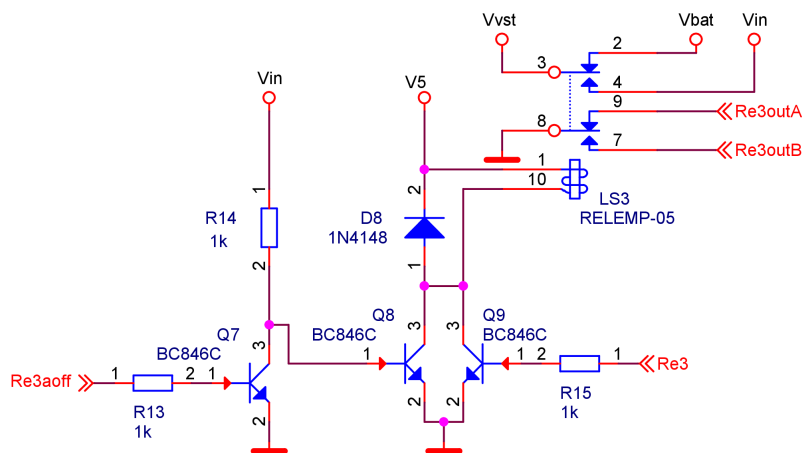 Vvst
Vbat
Vin
3
2
4
8
9
7
Re3outA
Re3outB
Vin
V5
1
10
LS3
RELEMP-05
1
R14
1k
2
2
D8
1N4148
1
Q7
BC846C
3
Q8
BC846C
3
3
Q9
BC846C
Re3aoff
1
2
1
R13
1k
2
1
2
2
1
2
1
Re3
R15
1k